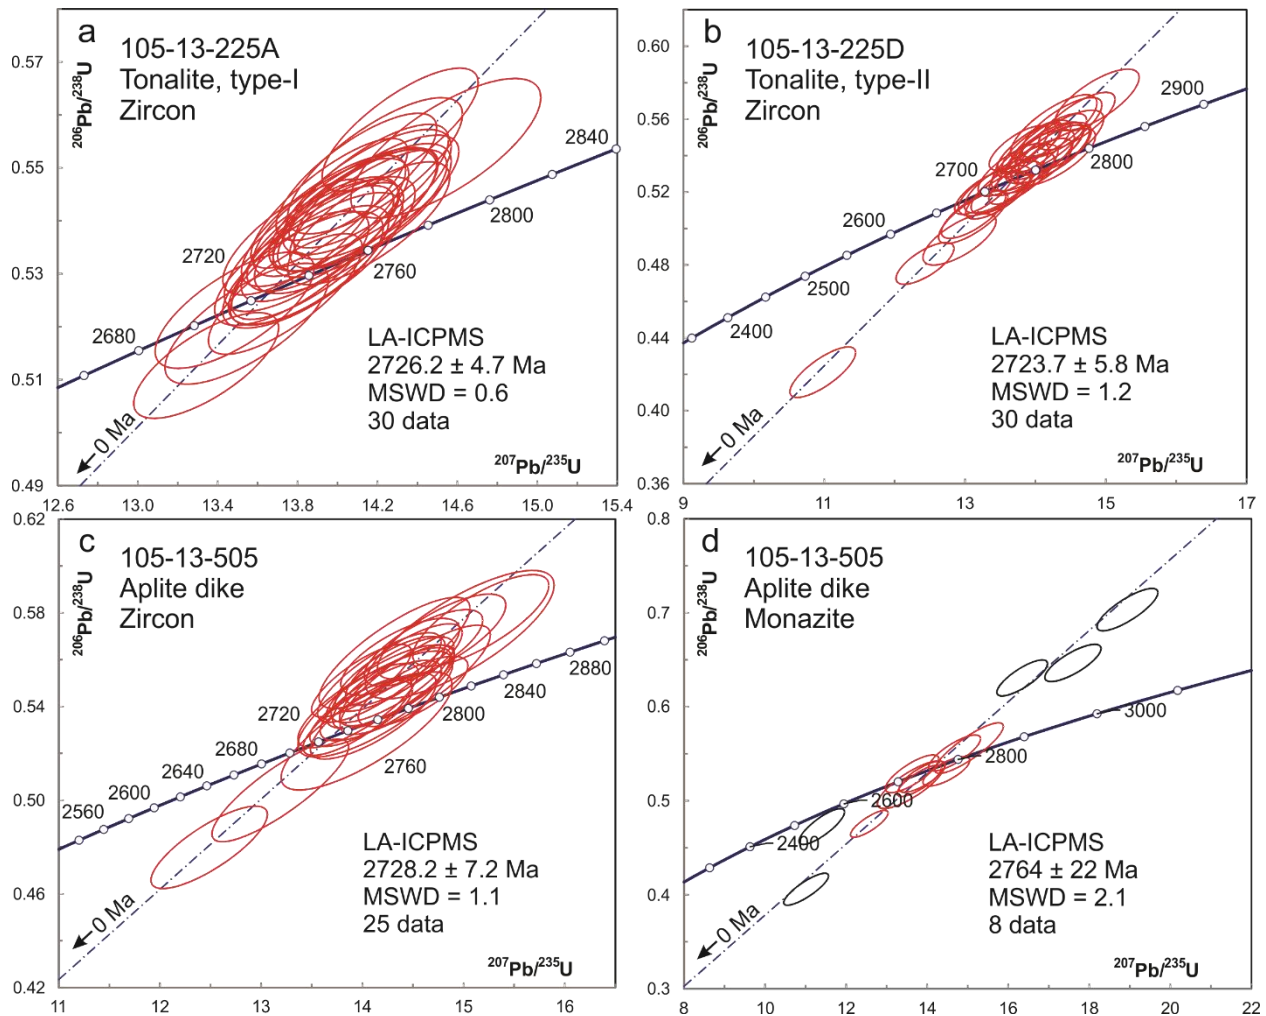 a
105-13-225A
Tonalite, type-I
Zircon
²⁰⁶Pb/²³⁸U
0.57
0.55
0.53
0.51
0.49
2680
2720
2760
2800
2840
LA-ICPMS
2726.2 ± 4.7 Ma
MSWD = 0.6
30 data
0 Ma
²⁰⁷Pb/²³⁵U
12.6 13.0 13.4 13.8 14.2 14.6 15.0 15.4
b
105-13-225D
Tonalite, type-II
Zircon
²⁰⁶Pb/²³⁸U
0.60
0.56
0.52
0.48
0.44
0.40
0.36
2400
2500
2600
2700
2800
2900
LA-ICPMS
2723.7 ± 5.8 Ma
MSWD = 1.2
30 data
0 Ma
²⁰⁷Pb/²³⁵U
9 11 13 15 17
c
105-13-505
Aplite dike
Zircon
²⁰⁶Pb/²³⁸U
0.62
0.58
0.54
0.50
0.46
0.42
2560
2600
2640
2680
2720
2760
2800
2840
2880
LA-ICPMS
2728.2 ± 7.2 Ma
MSWD = 1.1
25 data
0 Ma
²⁰⁷Pb/²³⁵U
11 12 13 14 15 16
d
105-13-505
Aplite dike
Monazite
²⁰⁶Pb/²³⁸U
0.8
0.7
0.6
0.5
0.4
0.3
2400
2600
2800
3000
LA-ICPMS
2764 ± 22 Ma
MSWD = 2.1
8 data
0 Ma
²⁰⁷Pb/²³⁵U
8 10 12 14 16 18 20 22